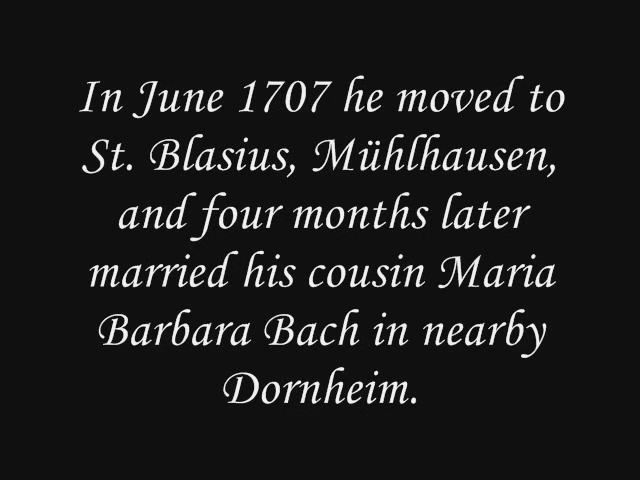 In June 1707 he moved to
St. Blasius, Mühlhausen,
and four months later
married his cousin Maria
Barbara Bach in nearby
Dornheim.